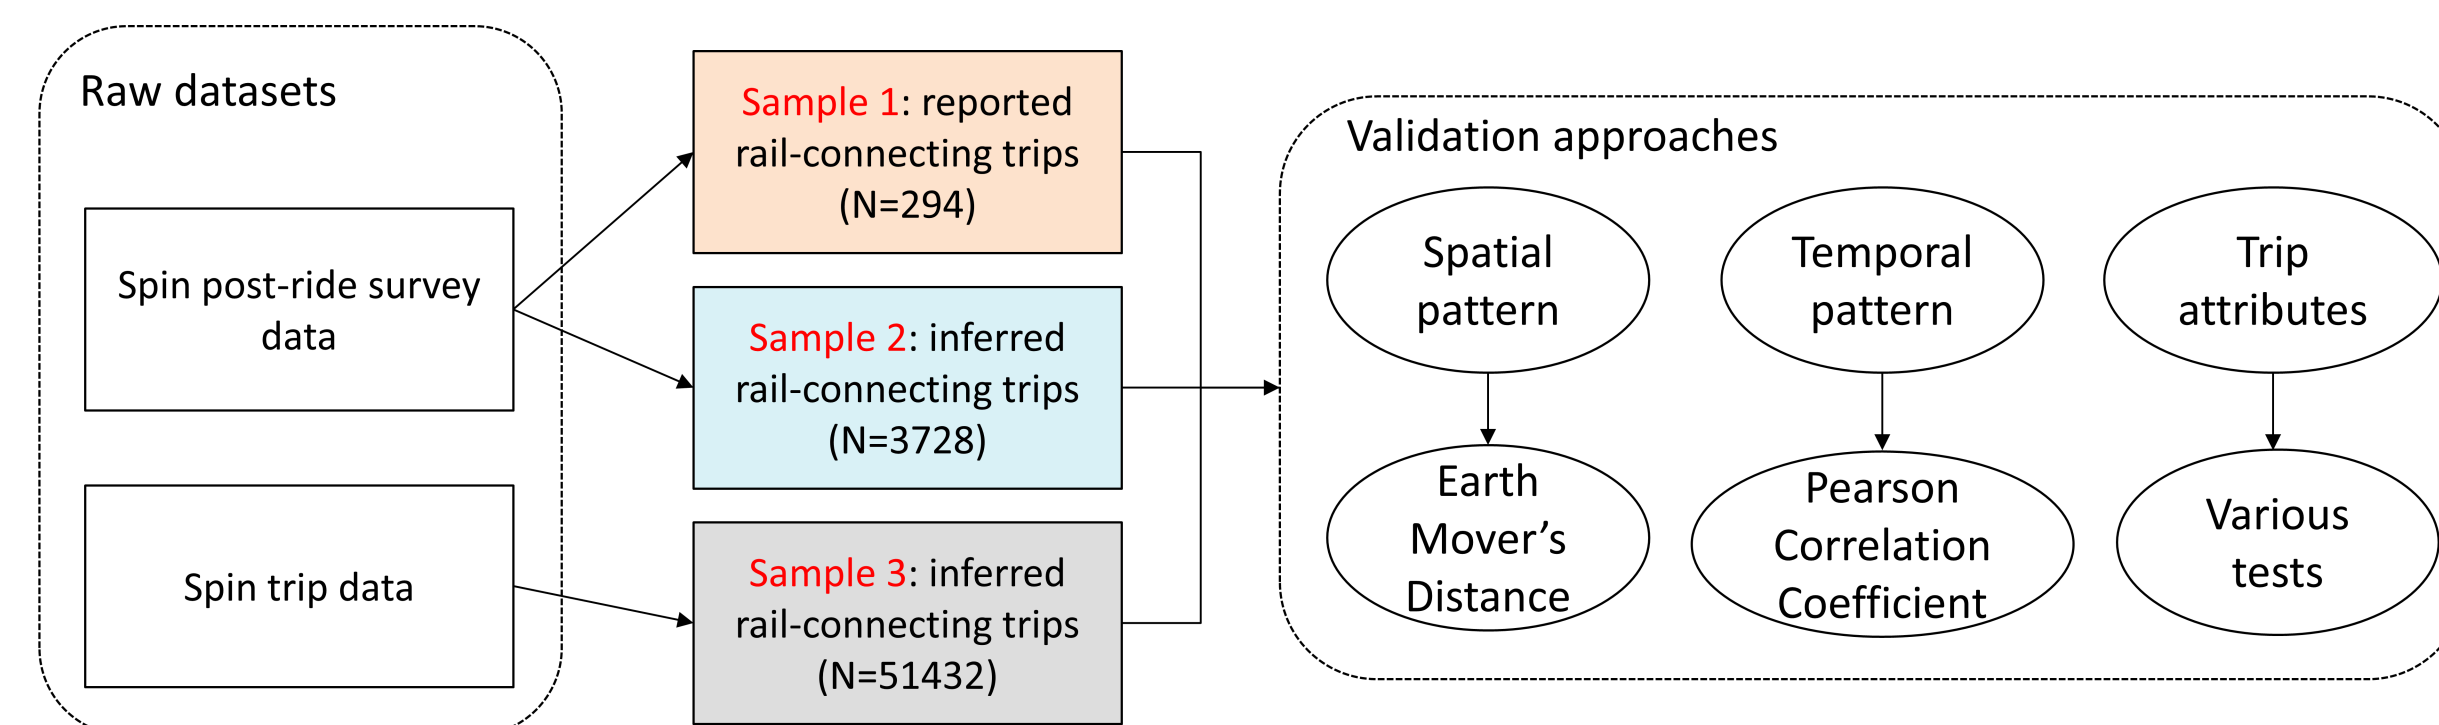 Raw datasets
Spin post-ride survey
data
Spin trip data
Sample 1: reported
rail-connecting trips
(N=294)
Sample 2: inferred
rail-connecting trips
(N=3728)
Sample 3: inferred
rail-connecting trips
(N=51432)
Validation approaches
Spatial
pattern
Temporal
pattern
Trip
attributes
Earth
Mover’s
Distance
Pearson
Correlation
Coefficient
Various
tests